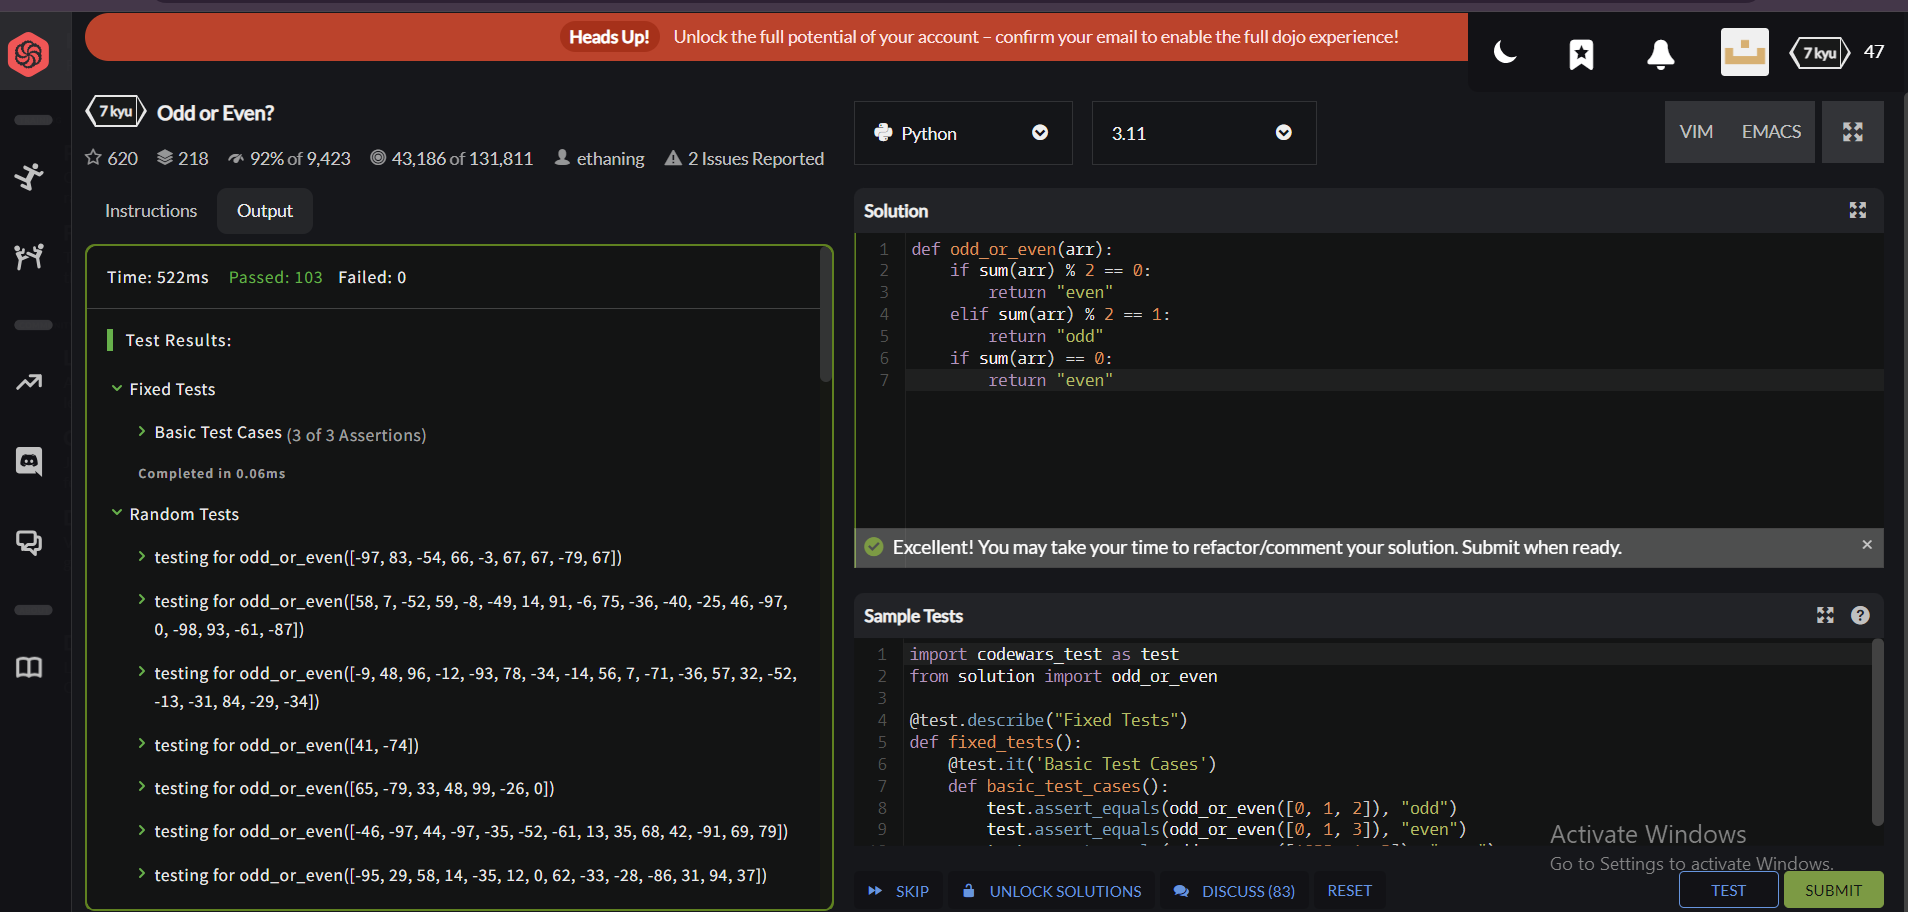 Heads Up! Unlock the full potential of your account – confirm your email to enable the full dojo experience!
7 kyu 47
7 kyu Odd or Even?
620 218 92% of 9,423 43,186 of 131,811 ethaning 2 Issues Reported
Instructions Output
Time: 522ms Passed: 103 Failed: 0
Test Results:
Fixed Tests
Basic Test Cases (3 of 3 Assertions)
Completed in 0.06ms
Random Tests
testing for odd_or_even([-97, 83, -54, 66, -3, 67, 67, -79, 67])
testing for odd_or_even([58, 7, -52, 59, -8, -49, 14, 91, -6, 75, -36, -40, -25, 46, -97,
0, -98, 93, -61, -87])
testing for odd_or_even([-9, 48, 96, -12, -93, 78, -34, -14, 56, 7, -71, -36, 57, 32, -52,
-13, -31, 84, -29, -34])
testing for odd_or_even([41, -74])
testing for odd_or_even([65, -79, 33, 48, 99, -26, 0])
testing for odd_or_even([-46, -97, 44, -97, -35, -52, -61, 13, 35, 68, 42, -91, 69, 79])
testing for odd_or_even([-95, 29, 58, 14, -35, 12, 0, 62, -33, -28, -86, 31, 94, 37])
Python 3.11 VIM EMACS
Solution
1 def odd_or_even(arr):
2 if sum(arr) % 2 == 0:
3 return "even"
4 elif sum(arr) % 2 == 1:
5 return "odd"
6 if sum(arr) == 0:
7 return "even"
Excellent! You may take your time to refactor/comment your solution. Submit when ready. ×
Sample Tests ?
1 import codewars_test as test
2 from solution import odd_or_even
3
4 @test.describe("Fixed Tests")
5 def fixed_tests():
6 @test.it('Basic Test Cases')
7 def basic_test_cases():
8 test.assert_equals(odd_or_even([0, 1, 2]), "odd")
9 test.assert_equals(odd_or_even([0, 1, 3]), "even")
Activate Windows
Go to Settings to activate Windows.
SKIP UNLOCK SOLUTIONS DISCUSS (83) RESET TEST SUBMIT